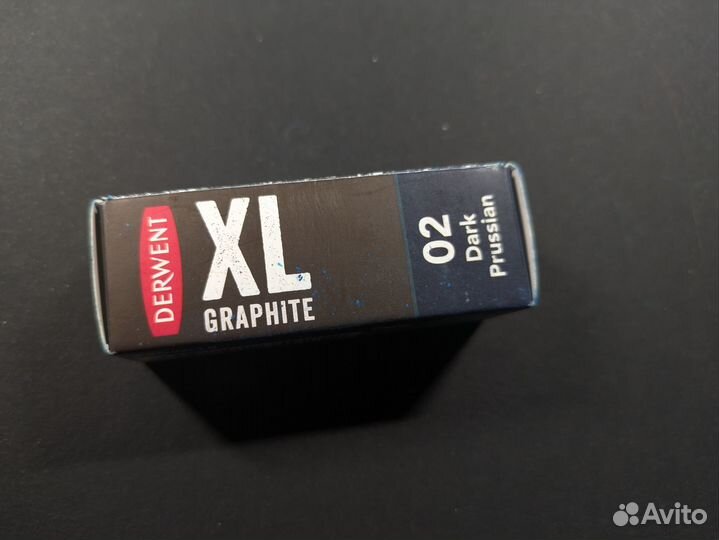 DERWENT
XL
GRAPHITE
02
Dark
Prussian
Avito